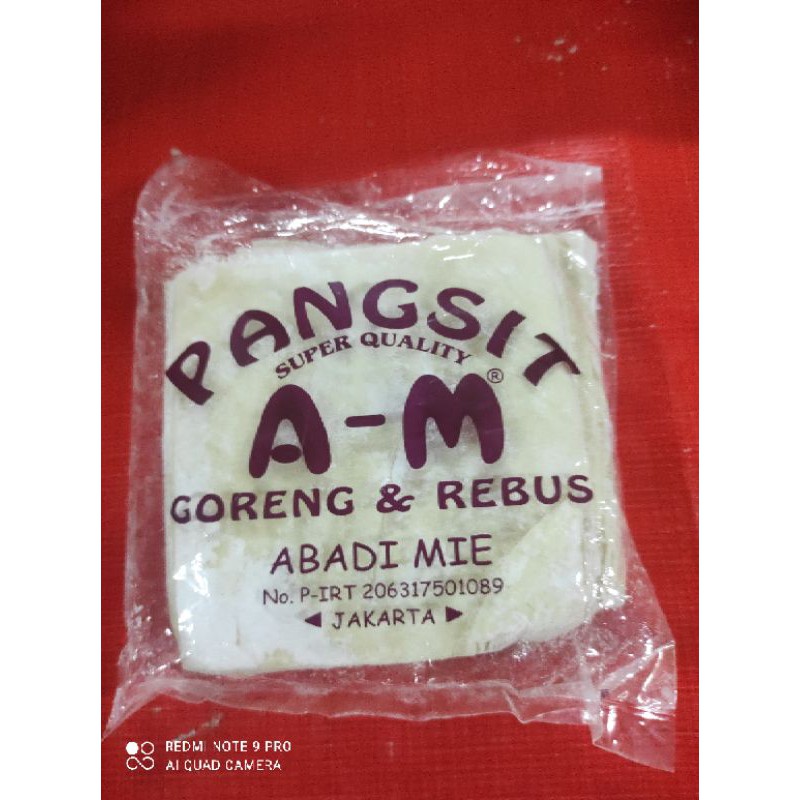 PANGSIT
SUPER QUALITY
A-M®
GORENG & REBUS
ABADI MIE
No. P-IRT 206317501089
◄ JAKARTA ►
REDMI NOTE 9 PRO
AI QUAD CAMERA